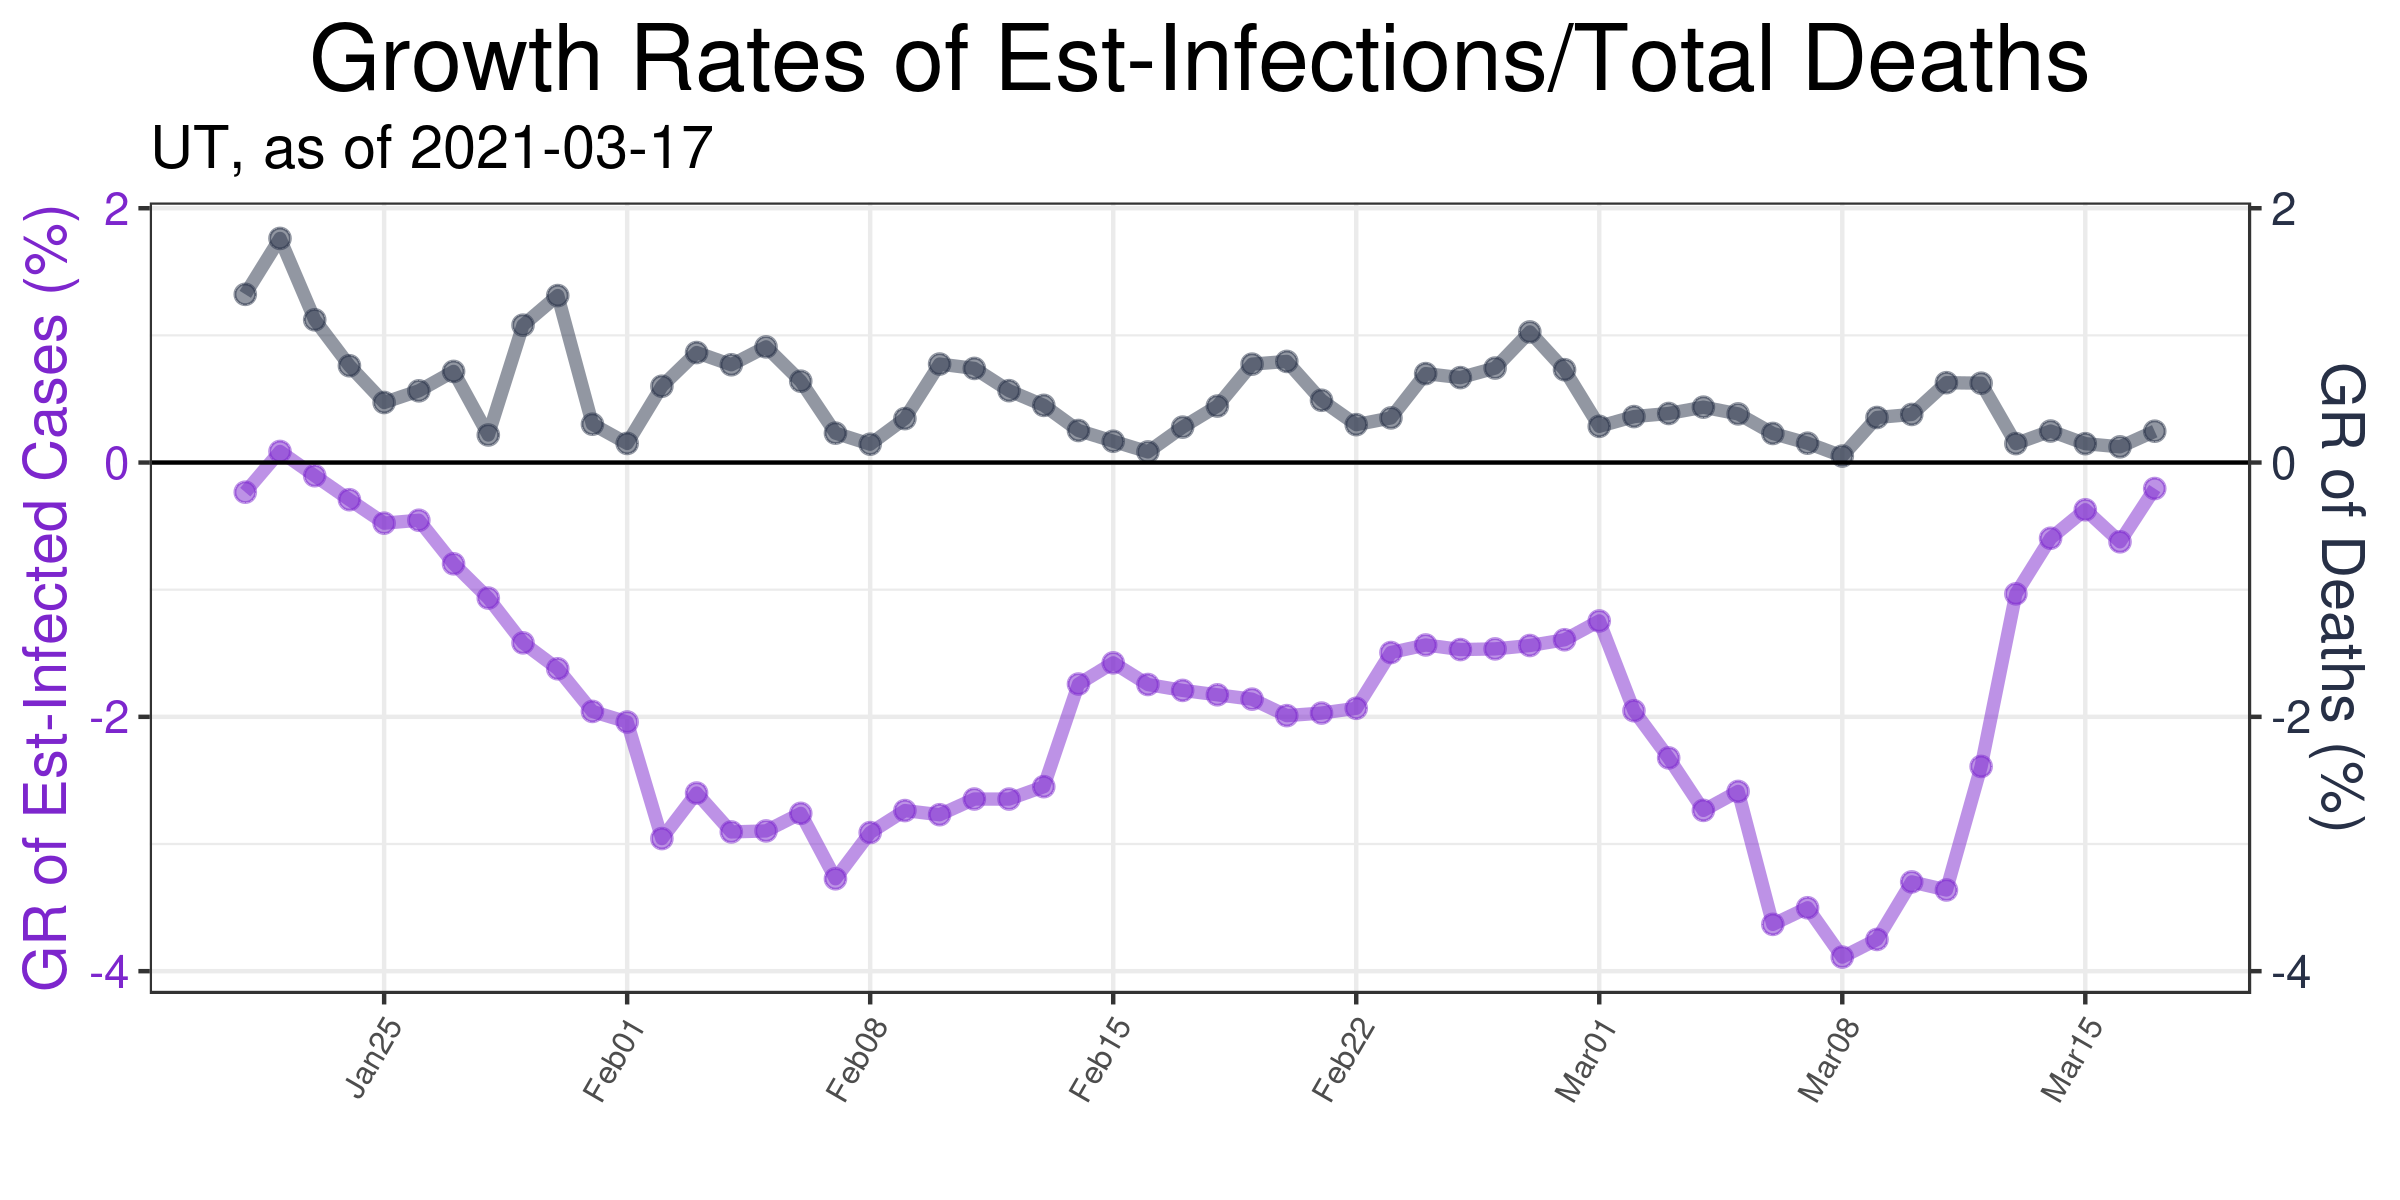 Growth Rates of Est-Infections/Total Deaths
UT, as of 2021-03-17
GR of Est-Infected Cases (%)
2
0
-2
-4
2
0
-2
-4
GR of Deaths (%)
Jan25
Feb01
Feb08
Feb15
Feb22
Mar01
Mar08
Mar15